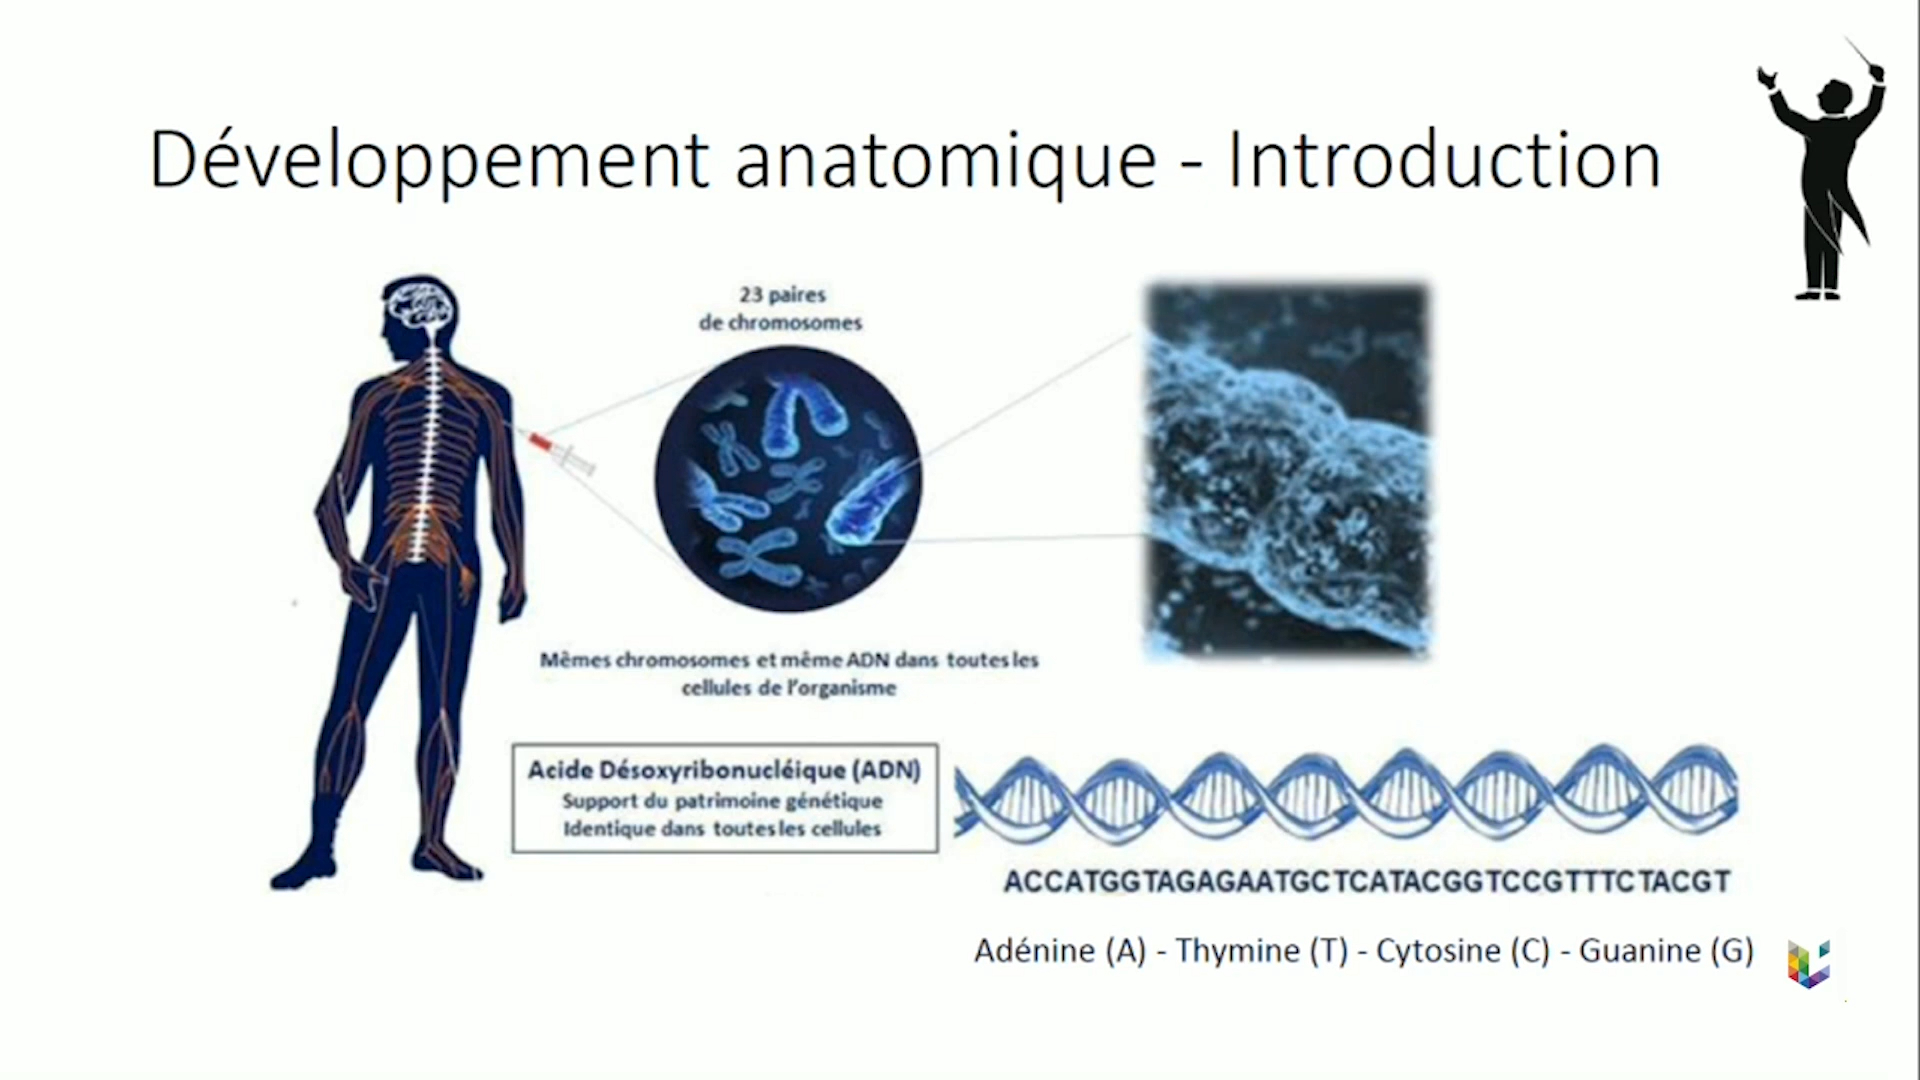 Développement anatomique - Introduction
23 paires
de chromosomes
Mêmes chromosomes et même ADN dans toutes les
cellules de l'organisme
Acide Désoxyribonucléique (ADN)
Support du patrimoine génétique
Identique dans toutes les cellules
ACCATGGTAGAGAATGCTCATACGGTCCGTTTCTACGT
Adénine (A) - Thymine (T) - Cytosine (C) - Guanine (G)